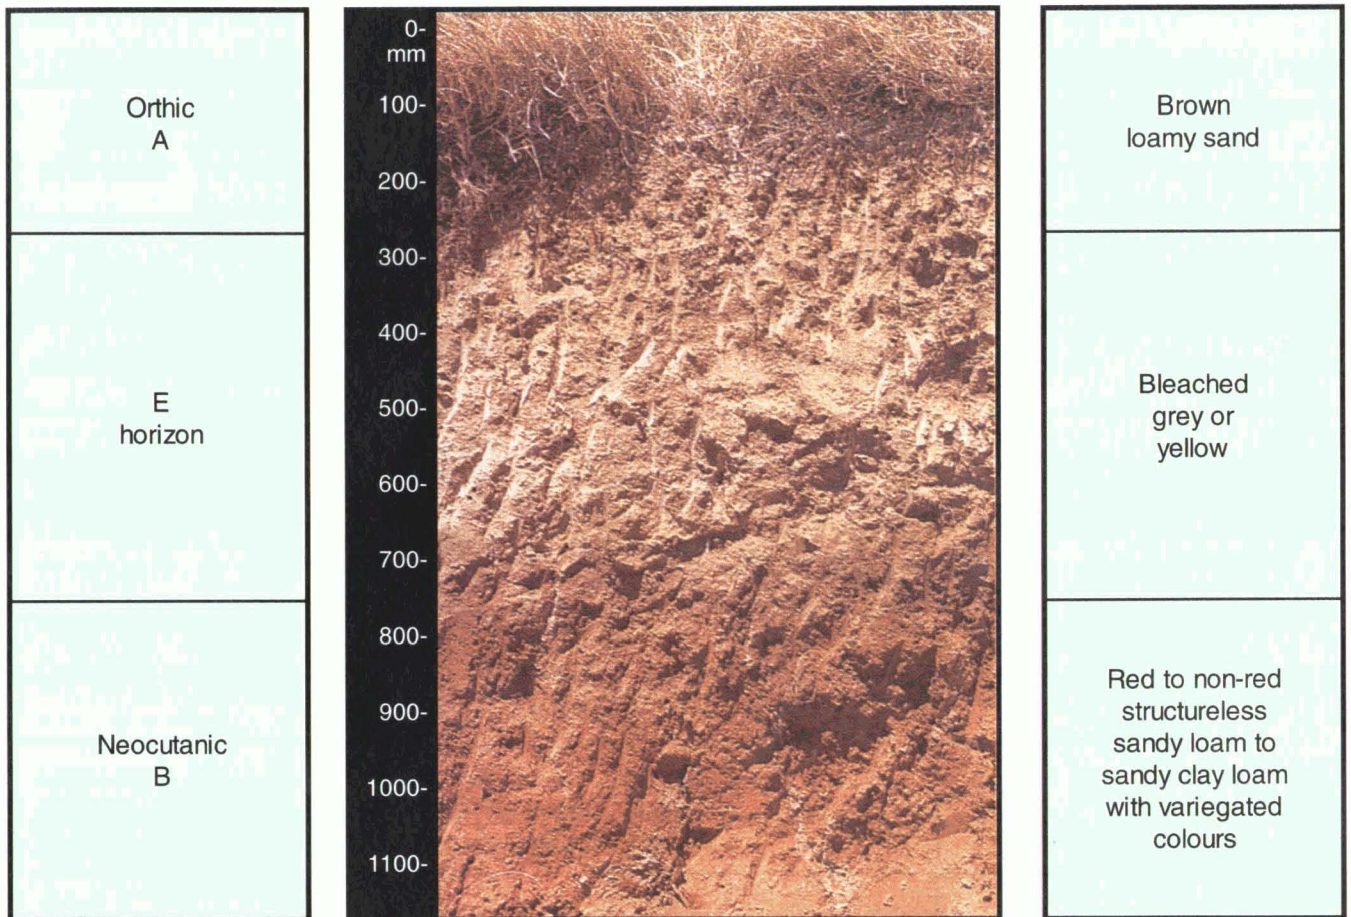 Orthic
A
E
horizon
Neocutanic
B
0-
mm
100-
200-
300-
400-
500-
600-
700-
800-
900-
1000-
1100-
Brown
loamy sand
Bleached
grey or
yellow
Red to non-red
structureless
sandy loam to
sandy clay loam
with variegated
colours